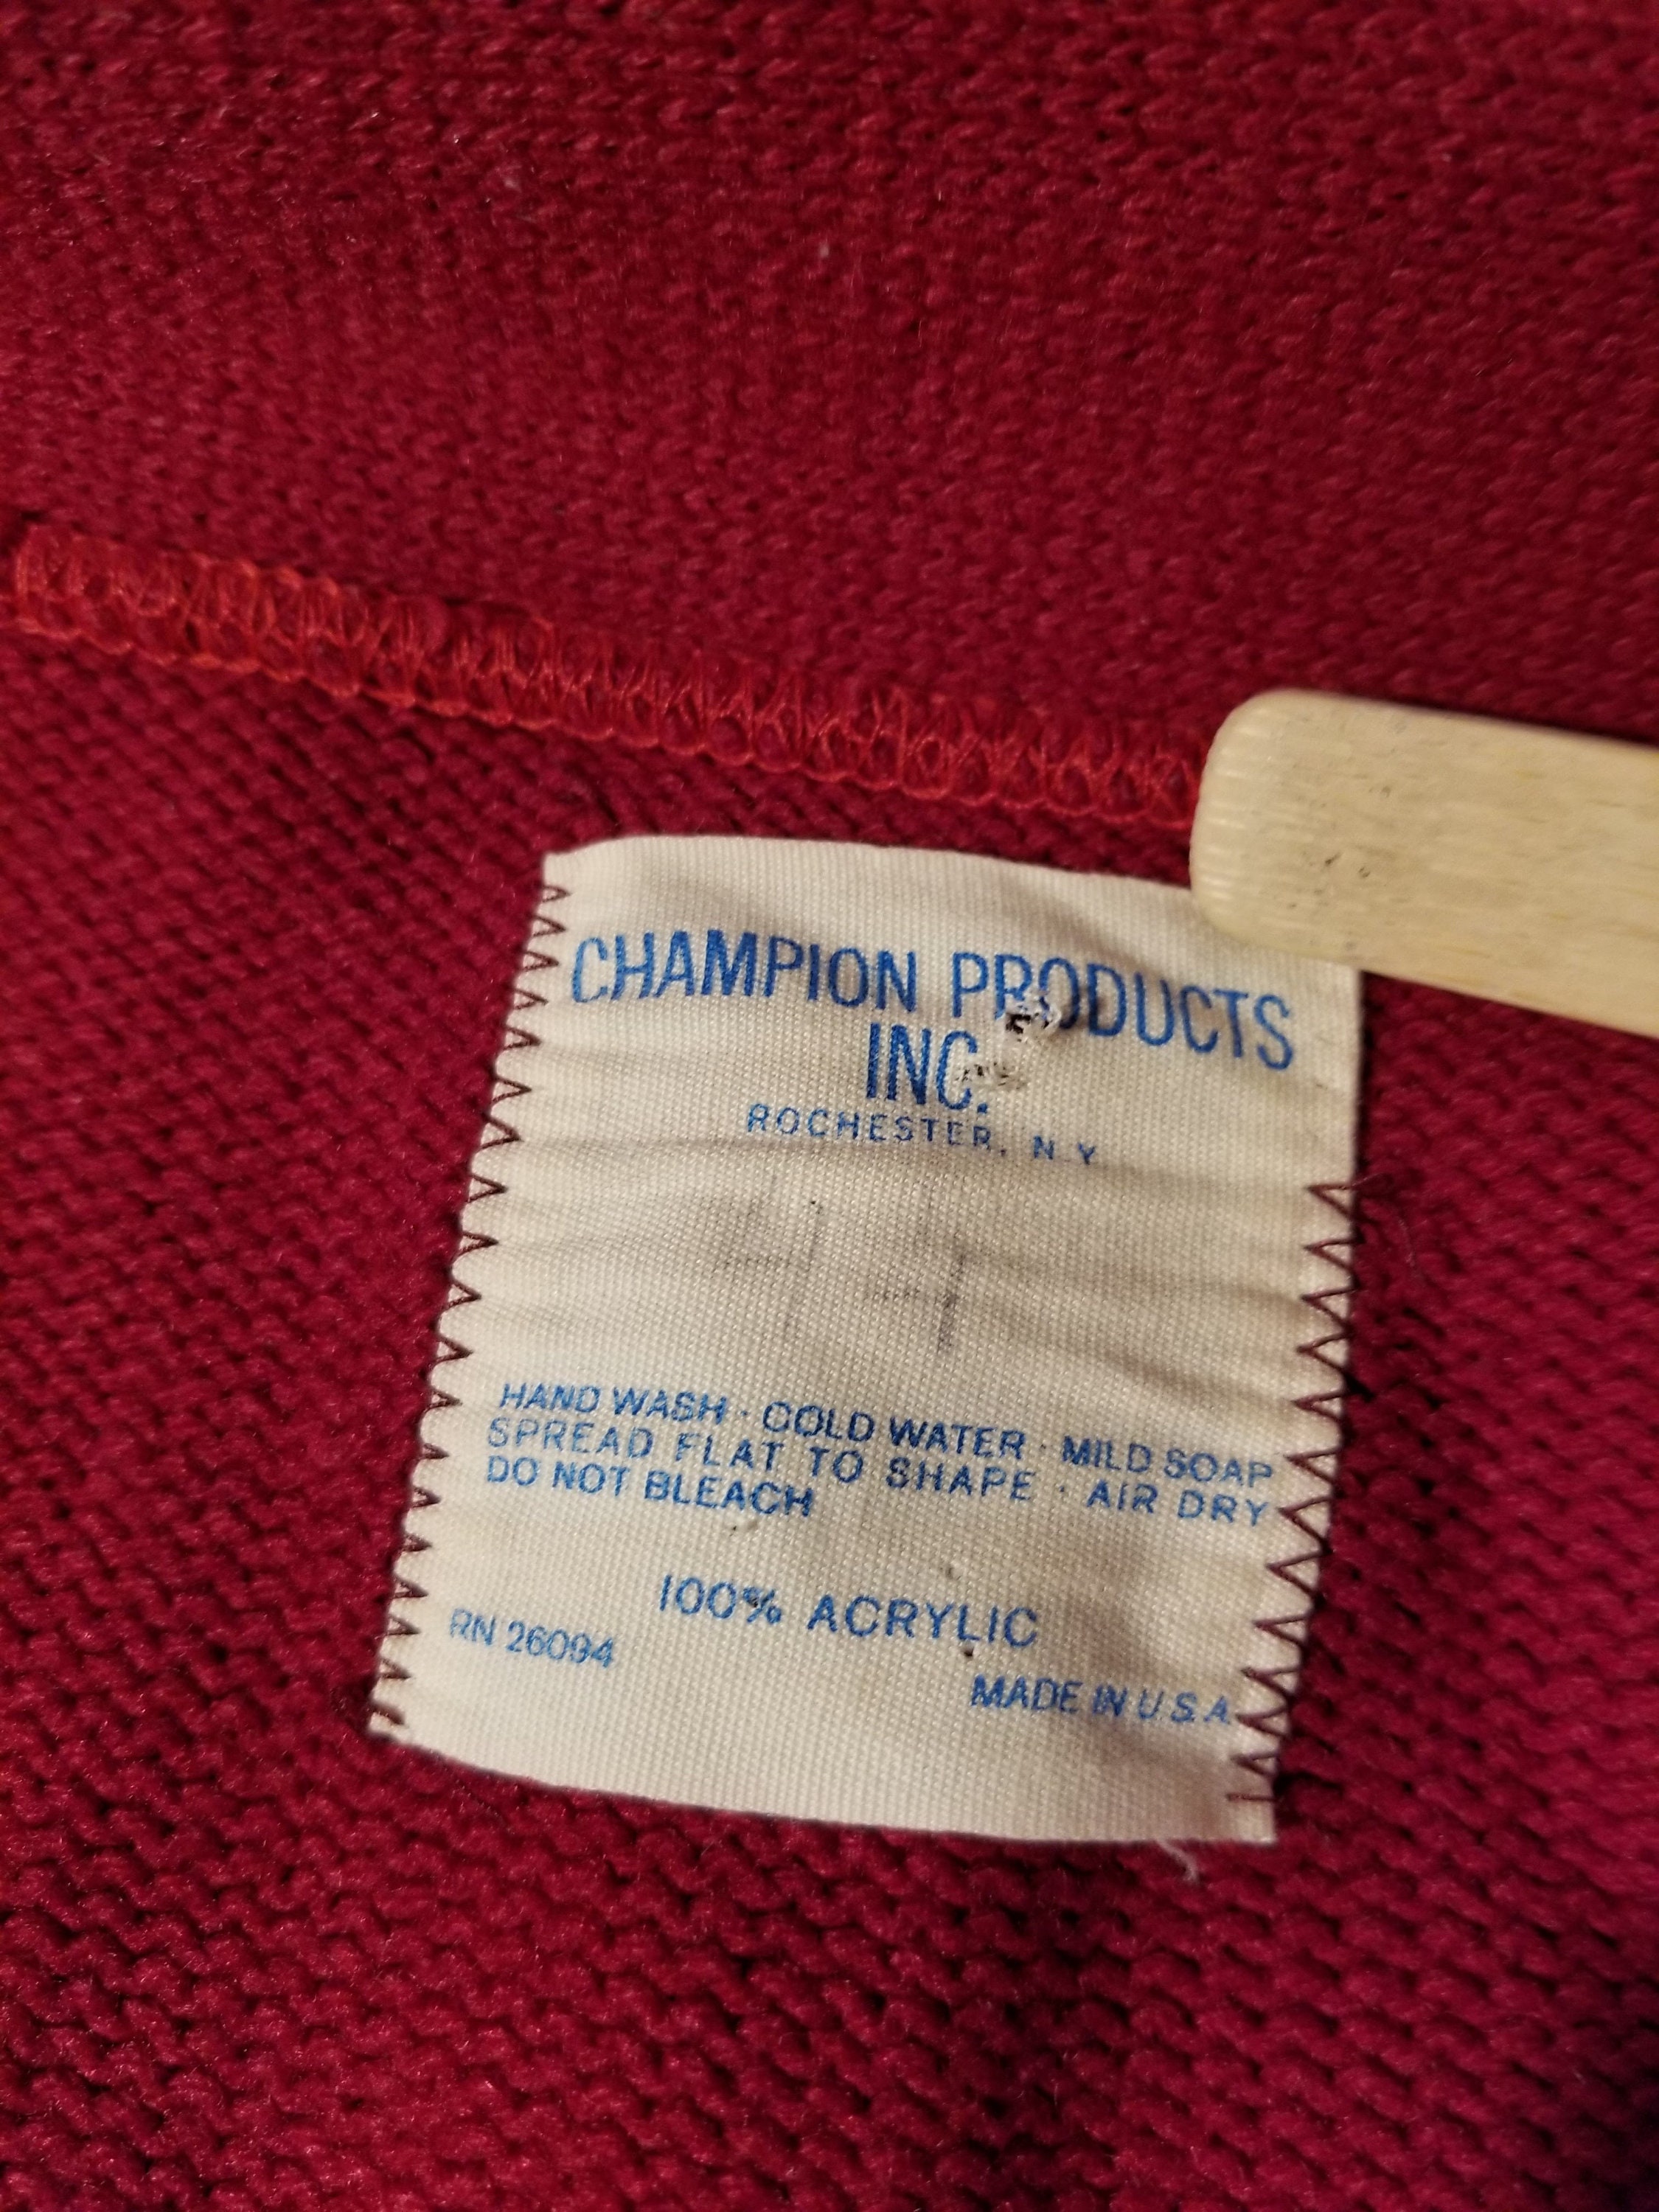 CHAMPION PRODUCTS
INC.
ROCHESTER, N.Y
HAND WASH · COLD WATER · MILD SOAP
SPREAD FLAT TO SHAPE · AIR DRY
DO NOT BLEACH
100% ACRYLIC
RN 26094
MADE IN U.S.A.